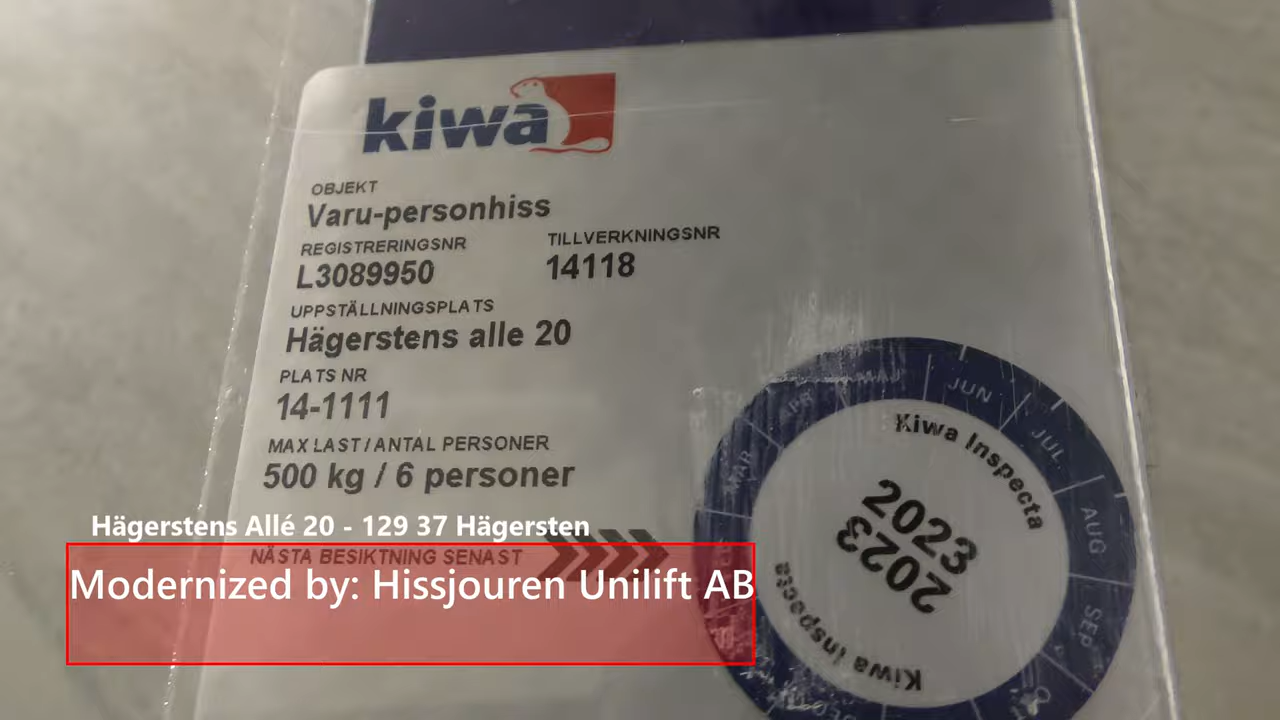 kiwa
OBJEKT
Varu-personhiss
REGISTRERINGSNR TILLVERKNINGSNR
L3089950 14118
UPPSTÄLLNINGSPLATS
Hägerstens alle 20
PLATS NR
14-1111
MAX LAST / ANTAL PERSONER
500 kg / 6 personer
Hägerstens Allé 20 - 129 37 Hägersten
NÄSTA BESIKTNING SENAST
Modernized by: Hissjouren Unilift AB
MAR APR MAJ JUN JUL AUG SEP
Kiwa Inspecta
2023
2023
Kiwa Inspecta